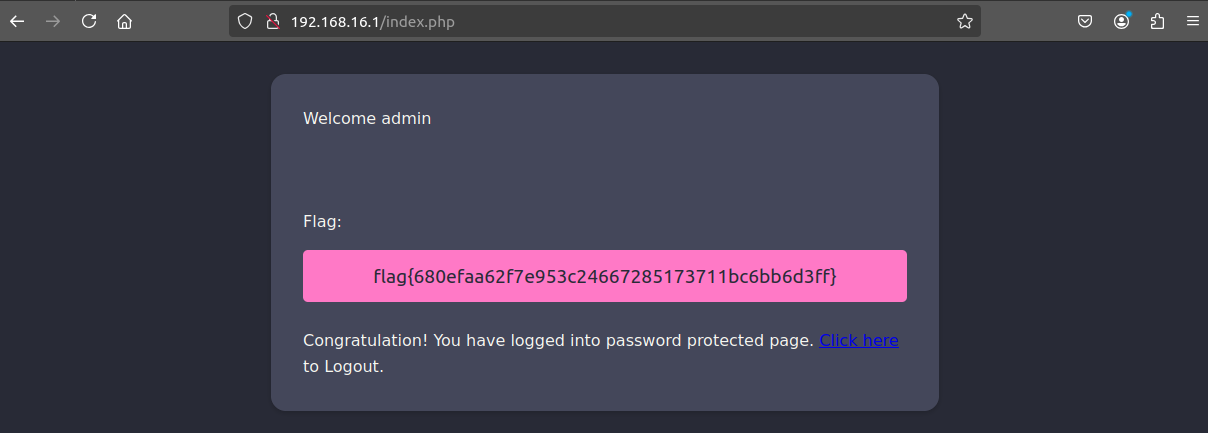 192.168.16.1/index.php
Welcome admin
Flag:
flag{680efaa62f7e953c24667285173711bc6bb6d3ff}
Congratulation! You have logged into password protected page. Click here
to Logout.